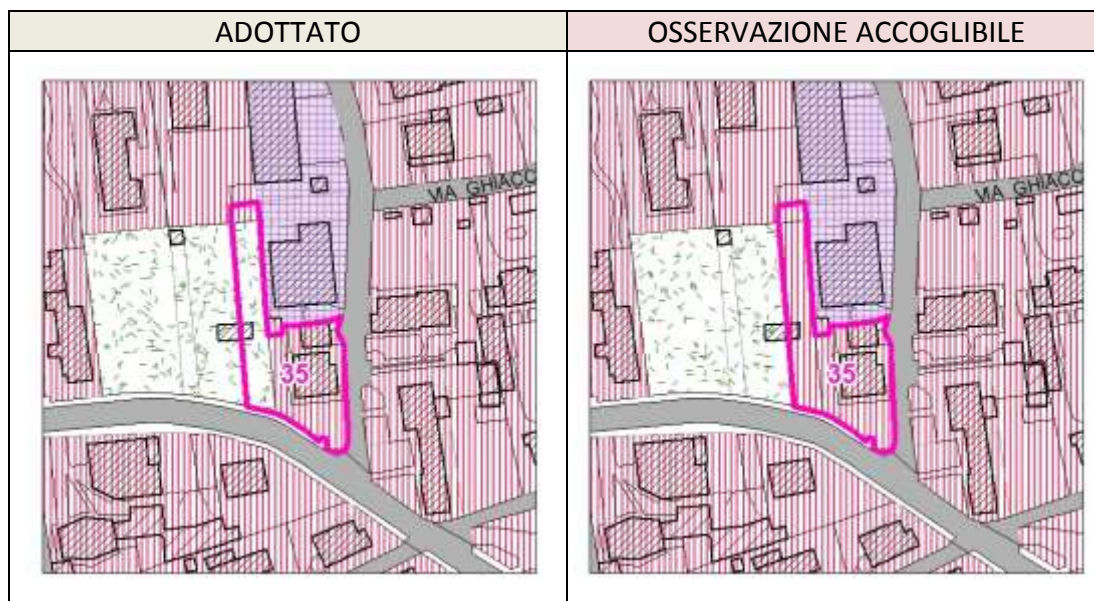 ADOTTATO
OSSERVAZIONE ACCOGLIBILE
VIA GHIACC
35
VIA GHIACC
35